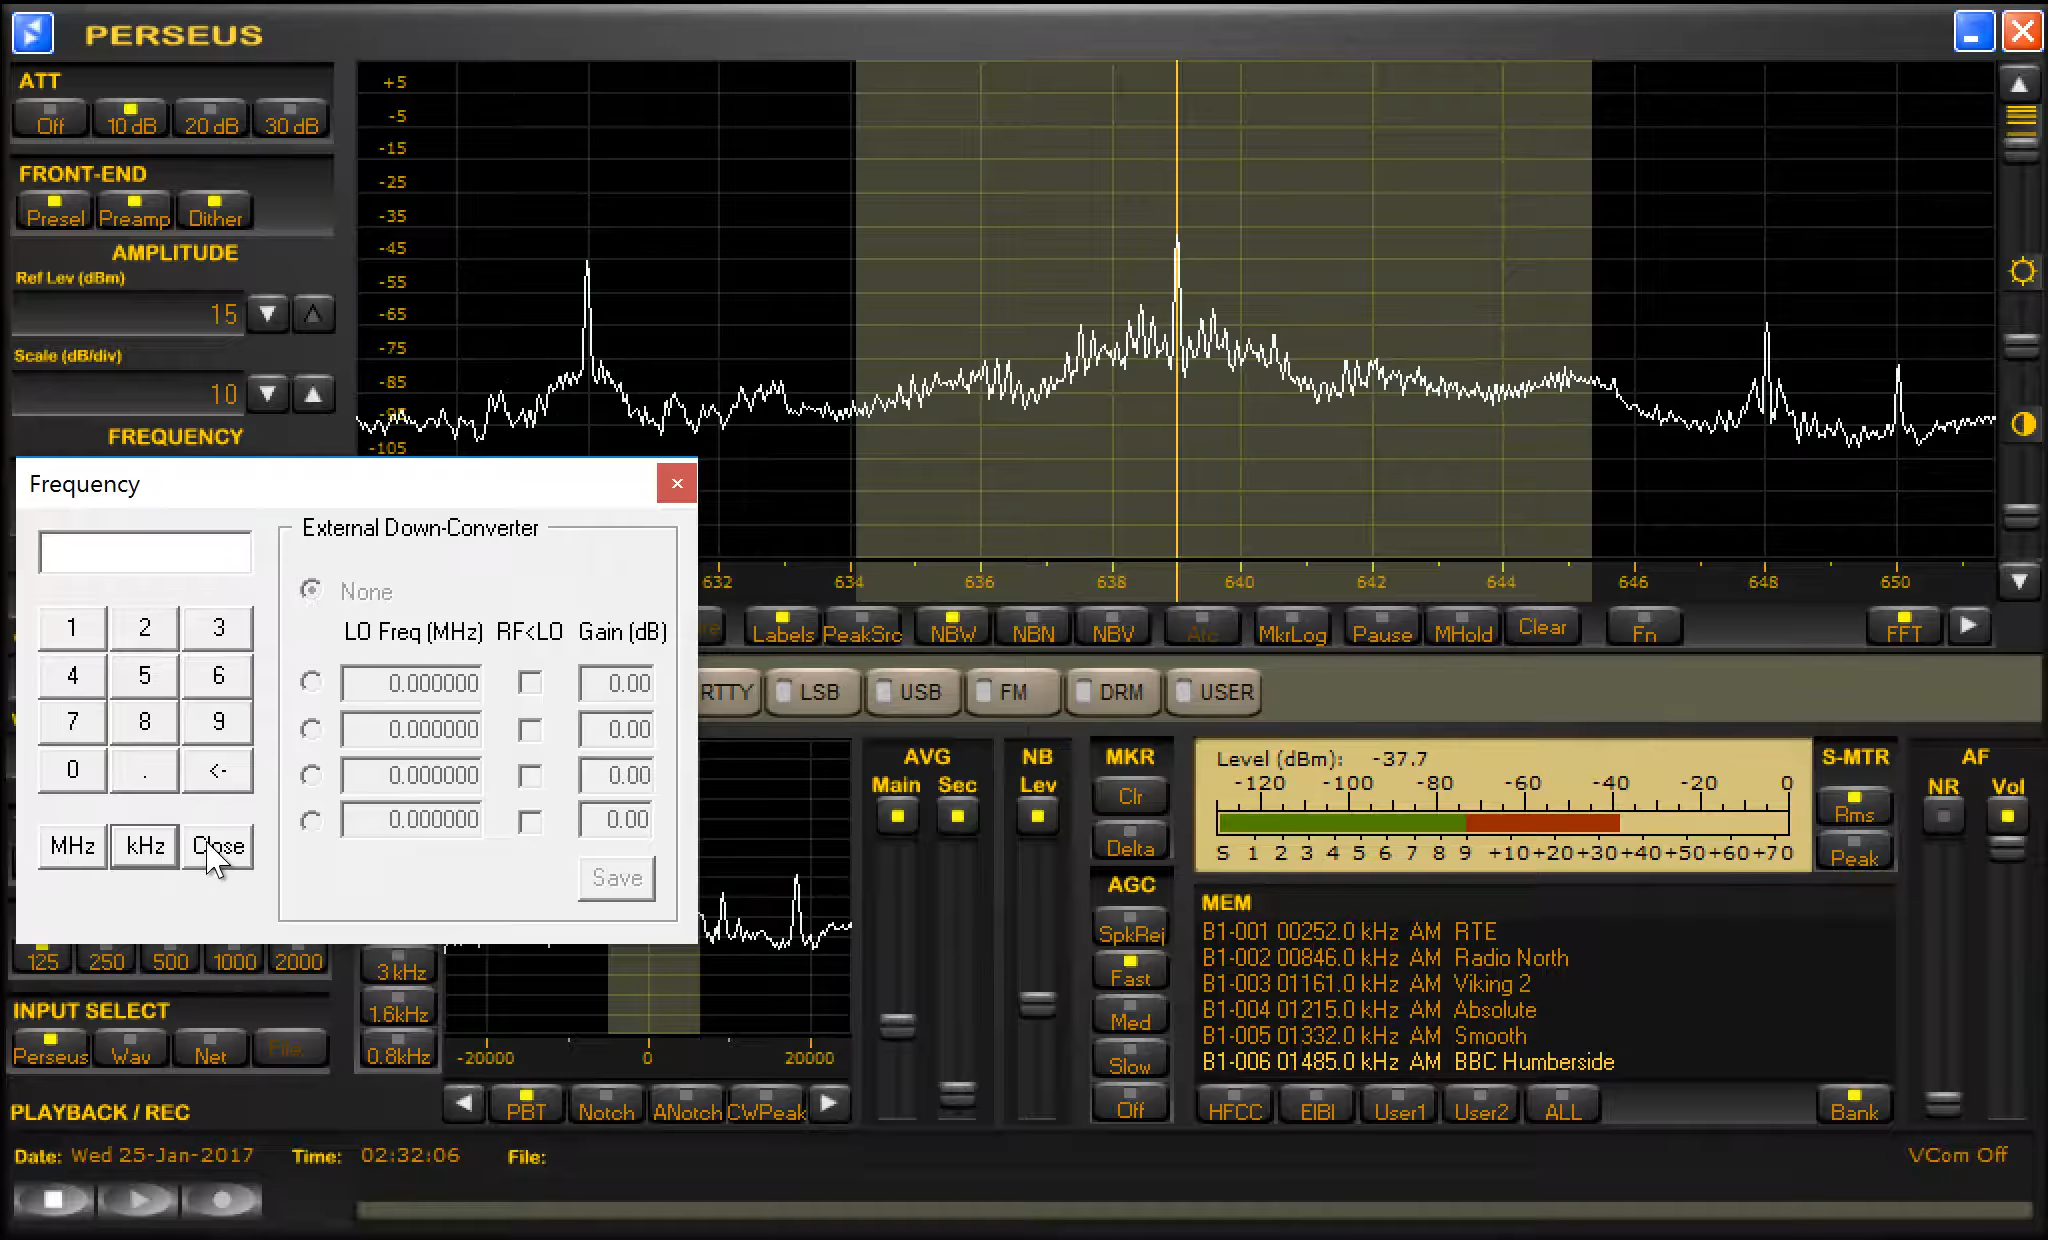 PERSEUS
ATT
Off 10 dB 20 dB 30 dB
FRONT-END
Presel Preamp Dither
AMPLITUDE
Ref Lev (dBm)
15
Scale (dB/div)
10
FREQUENCY
+5
-5
-15
-25
-35
-45
-55
-65
-75
-85
-95
-105
632 634 636 638 640 642 644 646 648 650
Frequency
External Down-Converter
None
LO Freq (MHz) RF<LO Gain (dB)
0.000000 0.00
0.000000 0.00
0.000000 0.00
0.000000 0.00
Save
1 2 3
4 5 6
7 8 9
0 . <-
MHz kHz Close
Labels PeakSrc NBW NBN NBV MkrLog Pause MHold Clear Fn FFT
RTTY LSB USB FM DRM USER
125 250 500 1000 2000
INPUT SELECT
Perseus Wav Net File
3 kHz
1.6kHz
0.8kHz
-20000 0 20000
PBT Notch ANotch CWPeak
AVG
Main Sec
NB
Lev
MKR
Clr
Delta
AGC
SpkRej
Fast
Med
Slow
Off
Level (dBm): -37.7
-120 -100 -80 -60 -40 -20 0
S 1 2 3 4 5 6 7 8 9 +10+20+30+40+50+60+70
S-MTR
Rms
Peak
AF
NR Vol
MEM
B1-001 00252.0 kHz AM RTE
B1-002 00846.0 kHz AM Radio North
B1-003 01161.0 kHz AM Viking 2
B1-004 01215.0 kHz AM Absolute
B1-005 01332.0 kHz AM Smooth
B1-006 01485.0 kHz AM BBC Humberside
HFCC EIBI User1 User2 ALL Bank
PLAYBACK / REC
Date: Wed 25-Jan-2017 Time: 02:32:06 File:
VCom Off